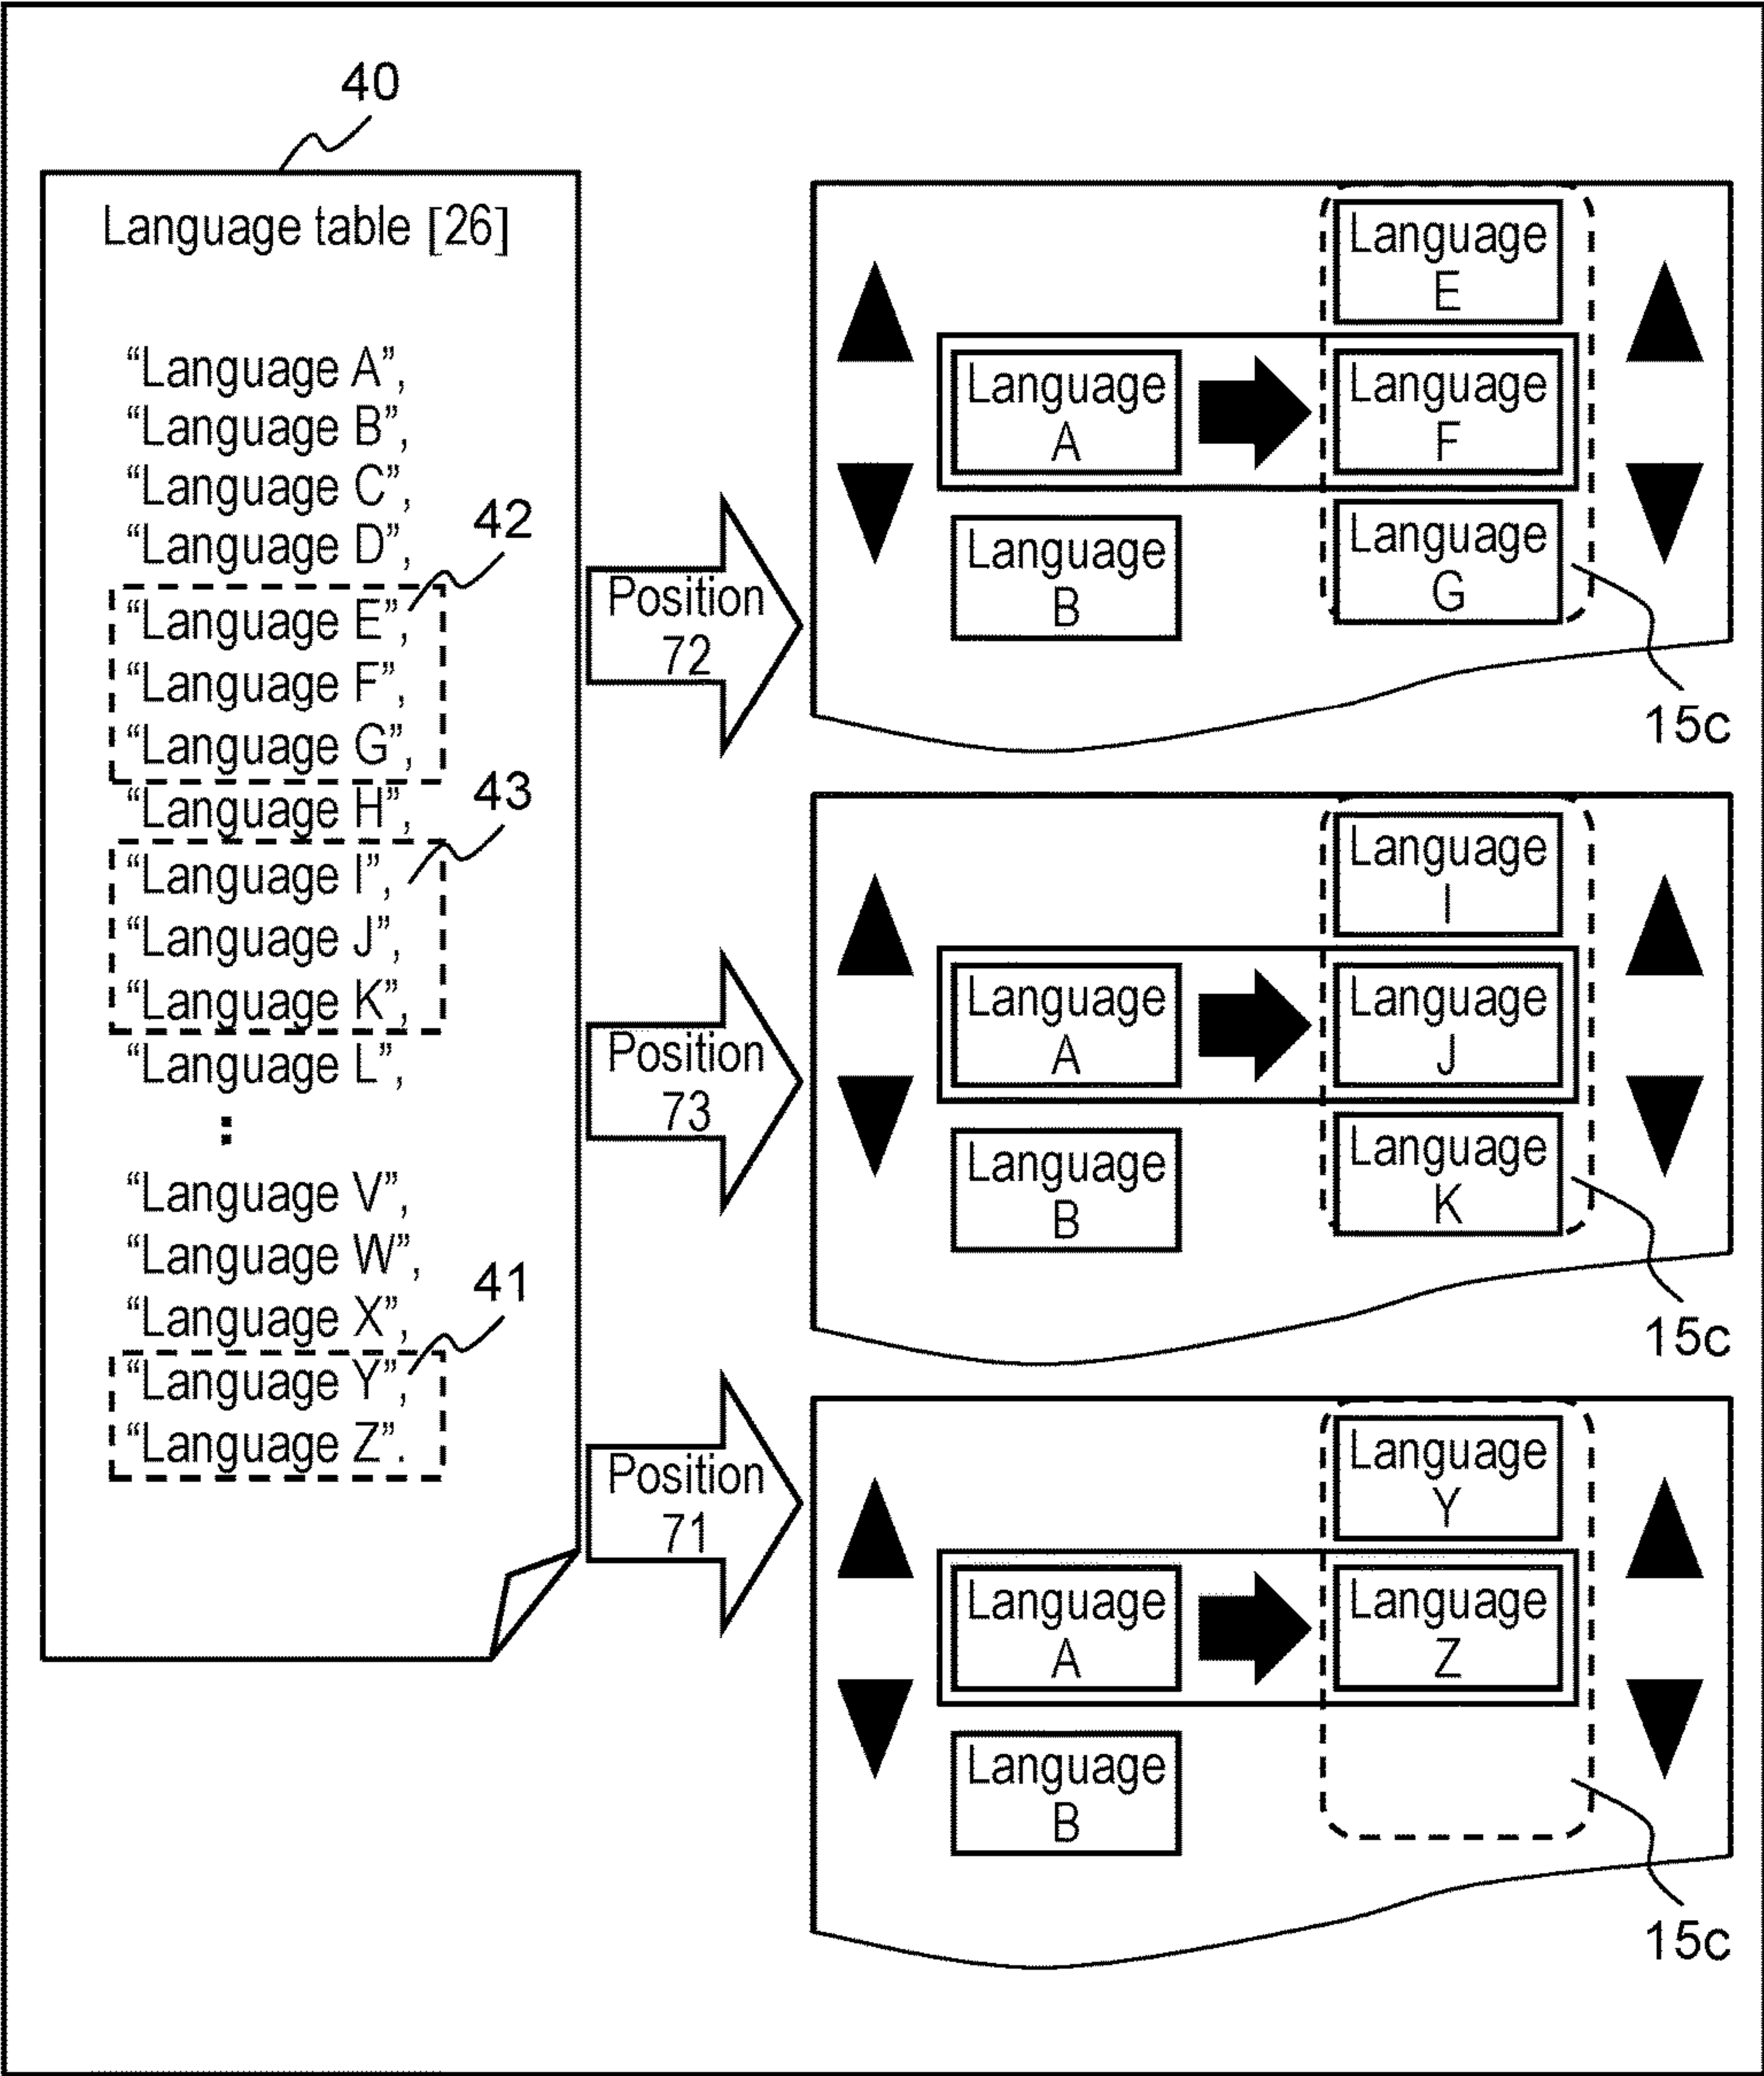 40
Language table [26]
“Language A”,
“Language B”,
“Language C”,
“Language D”,
42
“Language E”,
“Language F”,
“Language G”,
43
“Language H”,
“Language I”,
“Language J”,
“Language K”,
“Language L”,
“Language V”,
“Language W”,
41
“Language X”,
“Language Y”,
“Language Z”.
Position
72
Language
E
Language
A
Language
F
Language
B
Language
G
15c
Position
73
Language
I
Language
A
Language
J
Language
B
Language
K
15c
Position
71
Language
Y
Language
A
Language
Z
Language
B
15c